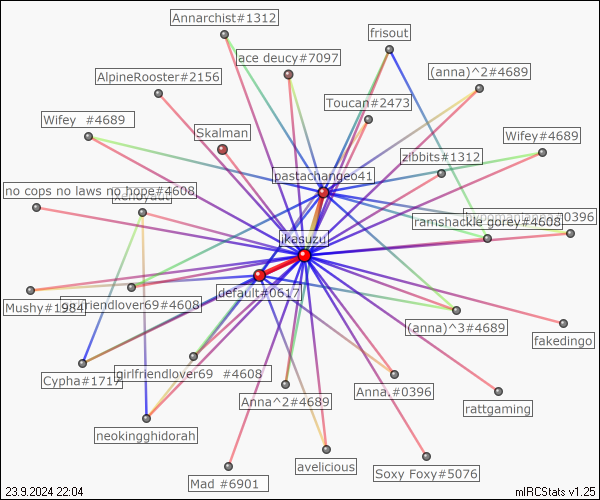 Annarchist#1312
frisout
ace deucy#7097
(anna)^2#4689
AlpineRooster#2156
Toucan#2473
Wifey  #4689
Skalman
Wifey#4689
zibbits#1312
pastachangeo41
no cops no laws no hope#4608
#0396
ramshackle gorey#4608
ikasuzu
default#0617
Mushy#1984
girlfriendlover69#4608
(anna)^3#4689
fakedingo
Cypha#1717
girlfriendlover69  #4608
Anna^2#4689
Anna.#0396
rattgaming
neokingghidorah
avelicious
Mad #6901
Soxy Foxy#5076
23.9.2024 22:04
mIRCStats v1.25